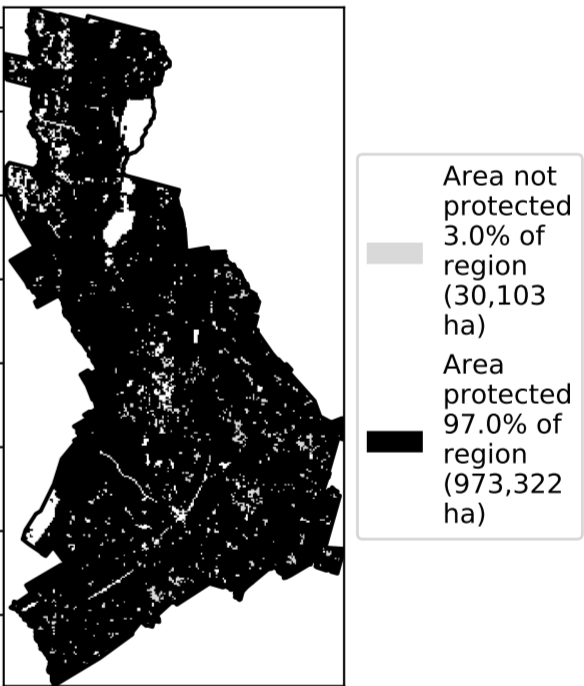 Area not
protected
3.0% of
region
(30,103
ha)
Area
protected
97.0% of
region
(973,322
ha)